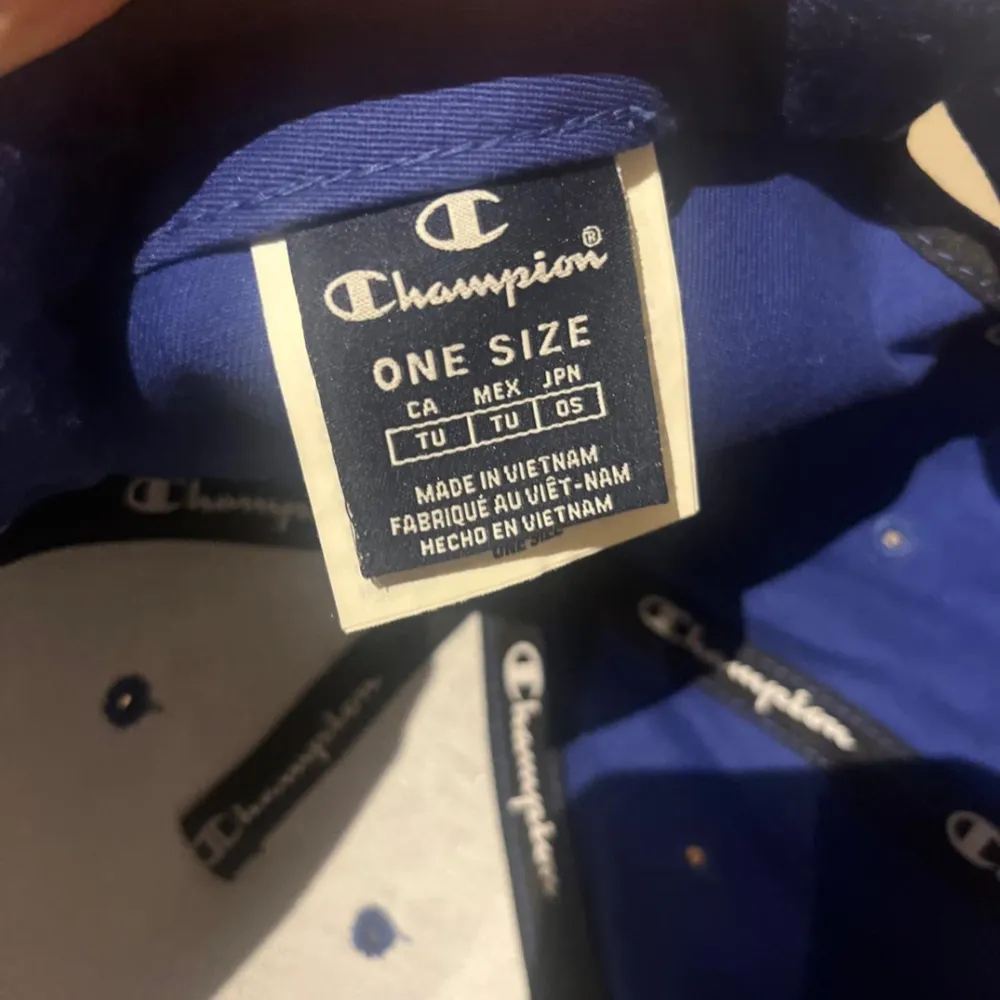 Champion®
ONE SIZE
CA MEX JPN
TU TU OS
MADE IN VIETNAM
FABRIQUÉ AU VIÊT-NAM
HECHO EN VIETNAM
ONE SIZE
Champion
Champion
Champion
Champion